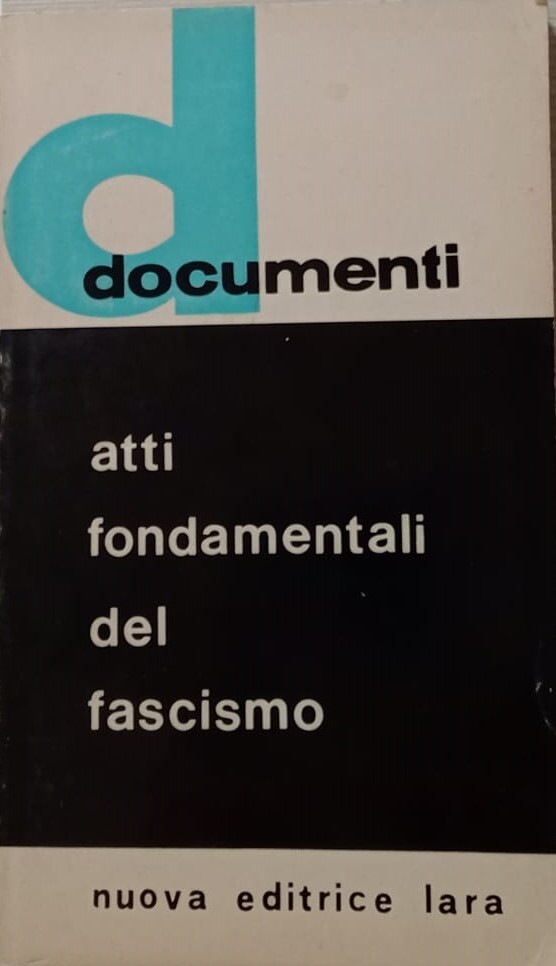 d
documenti
atti
fondamentali
del
fascismo
nuova editrice lara